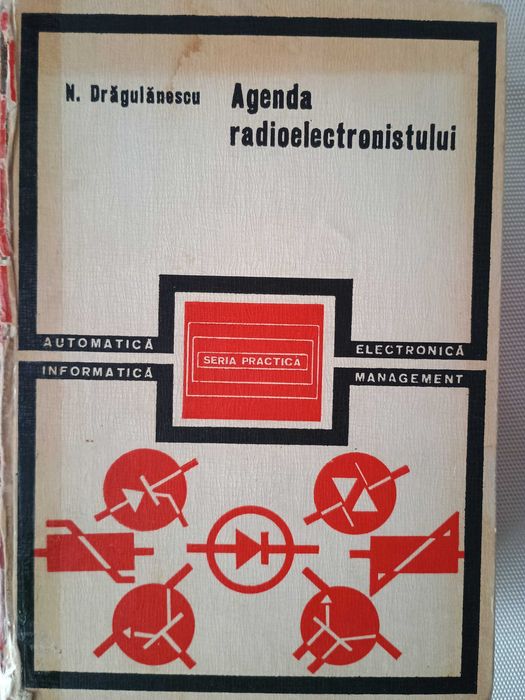 N. Drăgulănescu
Agenda
radioelectronistului
AUTOMATICĂ
INFORMATICĂ
SERIA PRACTICĂ
ELECTRONICĂ
MANAGEMENT